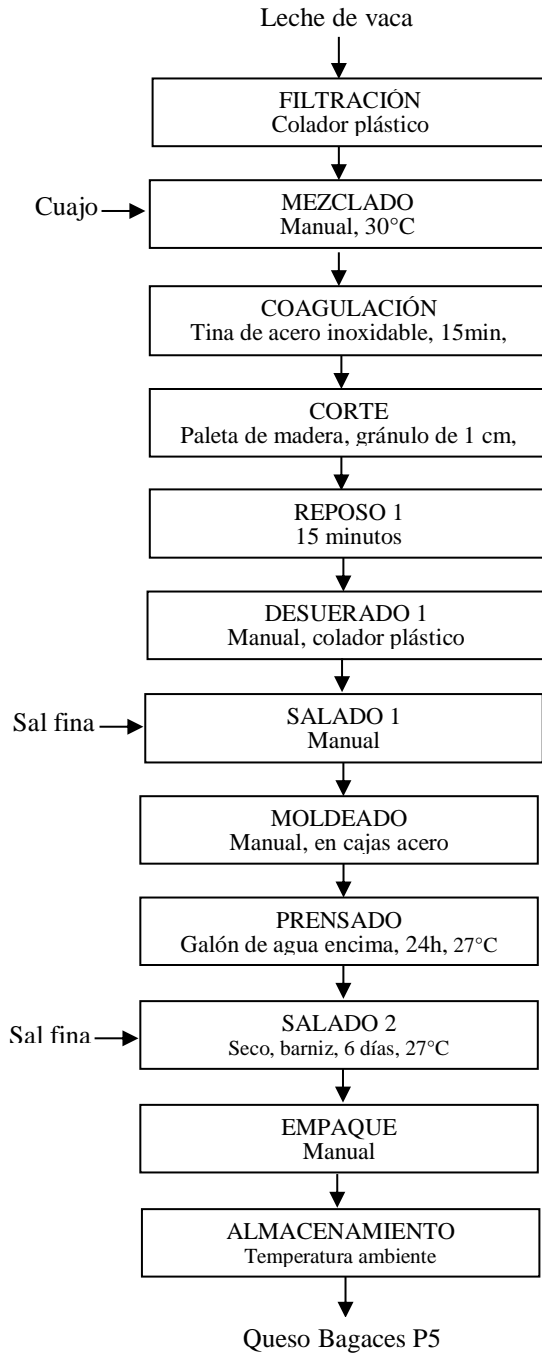 Leche de vaca
FILTRACIÓN
Colador plástico
Cuajo
MEZCLADO
Manual, 30°C
COAGULACIÓN
Tina de acero inoxidable, 15min,
CORTE
Paleta de madera, gránulo de 1 cm,
REPOSO 1
15 minutos
DESUERADO 1
Manual, colador plástico
Sal fina
SALADO 1
Manual
MOLDEADO
Manual, en cajas acero
PRENSADO
Galón de agua encima, 24h, 27°C
Sal fina
SALADO 2
Seco, barniz, 6 días, 27°C
EMPAQUE
Manual
ALMACENAMIENTO
Temperatura ambiente
Queso Bagaces P5